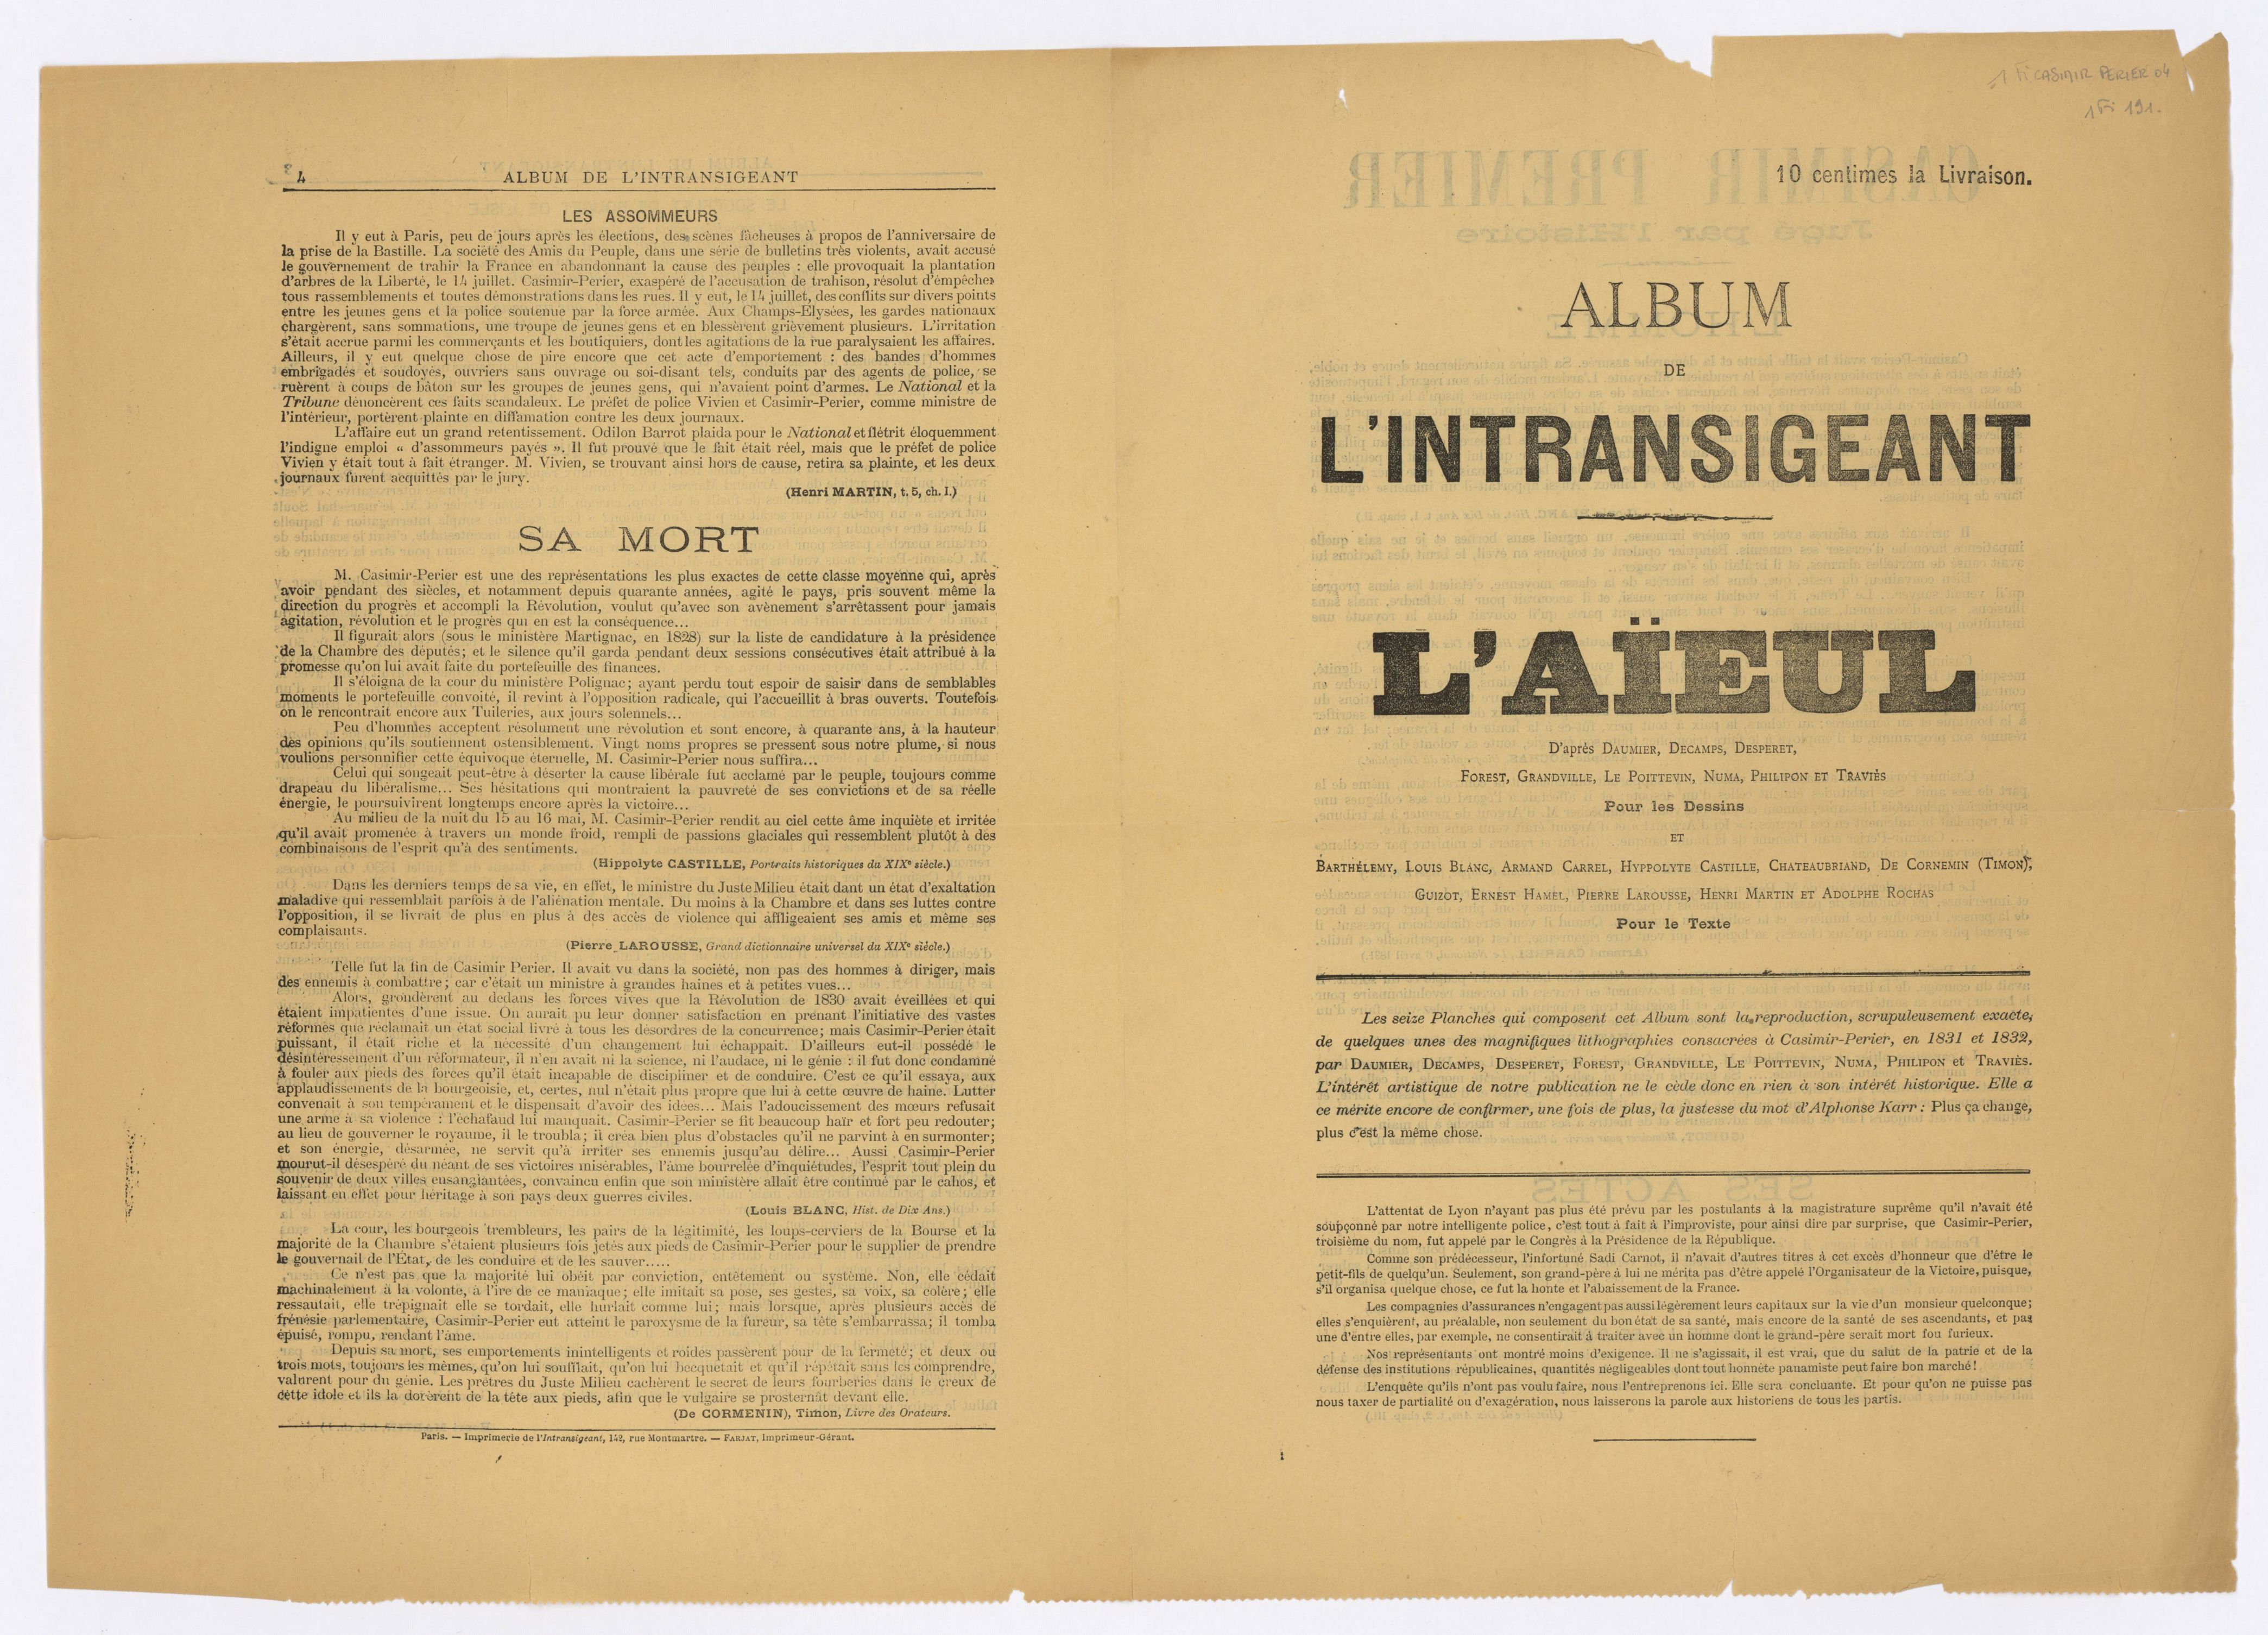 4 ALBUM DE L'INTRANSIGEANT
LES ASSOMMEURS
Il y eut à Paris, peu de jours après les élections, des scènes fâcheuses à propos de l'anniversaire de
la prise de la Bastille. La société des Amis du Peuple, dans une série de bulletins très violents, avait accusé
le gouvernement de trahir la France en abandonnant la cause des peuples : elle provoquait la plantation
d'arbres de la Liberté, le 14 juillet. Casimir-Perier, exaspéré de l'accusation de trahison, résolut d'empêcher
tous rassemblements et toutes démonstrations dans les rues. Il y eut, le 14 juillet, des conflits sur divers points
entre les jeunes gens et la police soutenue par la force armée. Aux Champs-Elysées, les gardes nationaux
chargèrent, sans sommations, une troupe de jeunes gens et en blessèrent grièvement plusieurs. L'irritation
s'était accrue parmi les commerçants et les boutiquiers, dont les agitations de la rue paralysaient les affaires.
Ailleurs, il y eut quelque chose de pire encore que cet acte d'emportement : des bandes d'hommes
embrigadés et soudoyés, ouvriers sans ouvrage ou soi-disant tels, conduits par des agents de police, se
ruèrent à coups de bâton sur les groupes de jeunes gens, qui n'avaient point d'armes. Le National et la
Tribune dénoncèrent ces faits scandaleux. Le préfet de police Vivien et Casimir-Perier, comme ministre de
l'intérieur, portèrent plainte en diffamation contre les deux journaux.
L'affaire eut un grand retentissement. Odilon Barrot plaida pour le National et flétrit éloquemment
l'indigne emploi « d'assommeurs payés ». Il fut prouvé que le fait était réel, mais que le préfet de police
Vivien y était tout à fait étranger. M. Vivien, se trouvant ainsi hors de cause, retira sa plainte, et les deux
journaux furent acquittés par le jury.
(Henri MARTIN, t. 5, ch. I.)
SA MORT
M. Casimir-Perier est une des représentations les plus exactes de cette classe moyenne qui, après
avoir pendant des siècles, et notamment depuis quarante années, agité le pays, pris souvent même la
direction du progrès et accompli la Révolution, voulut qu'avec son avènement s'arrêtassent pour jamais
agitation, révolution et le progrès qui en est la conséquence...
Il figurait alors (sous le ministère Martignac, en 1828) sur la liste de candidature à la présidence
de la Chambre des députés; et le silence qu'il garda pendant deux sessions consécutives était attribué à la
promesse qu'on lui avait faite du portefeuille des finances.
Il s'éloigna de la cour du ministère Polignac; ayant perdu tout espoir de saisir dans de semblables
moments le portefeuille convoité, il revint à l'opposition radicale, qui l'accueillit à bras ouverts. Toutefois
on le rencontrait encore aux Tuileries, aux jours solennels...
Peu d'hommes acceptent résolument une révolution et sont encore, à quarante ans, à la hauteur
des opinions qu'ils soutiennent ostensiblement. Vingt noms propres se pressent sous notre plume, si nous
voulions personnifier cette équivoque éternelle, M. Casimir-Perier nous suffira...
Celui qui songeait peut-être à déserter la cause libérale fut acclamé par le peuple, toujours comme
drapeau du libéralisme... Ses hésitations qui montraient la pauvreté de ses convictions et de sa réelle
énergie, le poursuivirent longtemps encore après la victoire...
Au milieu de la nuit du 15 au 16 mai, M. Casimir-Perier rendit au ciel cette âme inquiète et irritée
qu'il avait promenée à travers un monde froid, rempli de passions glaciales qui ressemblent plutôt à des
combinaisons de l'esprit qu'à des sentiments.
(Hippolyte CASTILLE, Portraits historiques du XIXe siècle.)
Dans les derniers temps de sa vie, en effet, le ministre du Juste Milieu était dant un état d'exaltation
maladive qui ressemblait parfois à de l'aliénation mentale. Du moins à la Chambre et dans ses luttes contre
l'opposition, il se livrait de plus en plus à des accès de violence qui affligeaient ses amis et même ses
complaisants.
(Pierre LAROUSSE, Grand dictionnaire universel du XIXe siècle.)
Telle fut la fin de Casimir Perier. Il avait vu dans la société, non pas des hommes à diriger, mais
des ennemis à combattre; car c'était un ministre à grandes haines et à petites vues...
Alors, grondèrent au dedans les forces vives que la Révolution de 1830 avait éveillées et qui
étaient impatientes d'une issue. On aurait pu leur donner satisfaction en prenant l'initiative des vastes
réformes que réclamait un état social livré à tous les désordres de la concurrence; mais Casimir-Perier était
puissant, il était riche et la nécessité d'un changement lui échappait. D'ailleurs eut-il possédé le
désintéressement d'un réformateur, il n'en avait ni la science, ni l'audace, ni le génie : il fut donc condamné
à fouler aux pieds des forces qu'il était incapable de discipliner et de conduire. C'est ce qu'il essaya, aux
applaudissements de la bourgeoisie, et, certes, nul n'était plus propre que lui à cette œuvre de haine. Lutter
convenait à son tempérament et le dispensait d'avoir des idées... Mais l'adoucissement des mœurs refusait
une arme à sa violence : l'échafaud lui manquait. Casimir-Perier se fit beaucoup haïr et fort peu redouter;
au lieu de gouverner le royaume, il le troubla; il créa bien plus d'obstacles qu'il ne parvint à en surmonter;
et son énergie, désarmée, ne servit qu'à irriter ses ennemis jusqu'au délire... Aussi Casimir-Perier
mourut-il désespéré du néant de ses victoires misérables, l'âme bourrelée d'inquiétudes, l'esprit tout plein du
souvenir de deux villes ensanglantées, convaincu enfin que son ministère allait être continué par le cahos, et
laissant en effet pour héritage à son pays deux guerres civiles.
(Louis BLANC, Hist. de Dix Ans.)
La cour, les bourgeois trembleurs, les pairs de la légitimité, les loups-cerviers de la Bourse et la
majorité de la Chambre s'étaient plusieurs fois jetés aux pieds de Casimir-Perier pour le supplier de prendre
le gouvernail de l'Etat, de les conduire et de les sauver.....
Ce n'est pas que la majorité lui obéit par conviction, entêtement ou système. Non, elle cédait
machinalement à la volonte, à l'ire de ce maniaque; elle imitait sa pose, ses gestes, sa voix, sa colère; elle
ressautait, elle trépignait elle se tordait, elle hurlait comme lui; mais lorsque, après plusieurs accès de
frénésie parlementaire, Casimir-Perier eut atteint le paroxysme de la fureur, sa tête s'embarrassa; il tomba
épuisé, rompu, rendant l'âme.
Depuis sa mort, ses emportements inintelligents et roides passèrent pour de la fermeté; et deux ou
trois mots, toujours les mêmes, qu'on lui soufflait, qu'on lui becquetait et qu'il répétait sans les comprendre,
valurent pour du génie. Les prêtres du Juste Milieu cachèrent le secret de leurs fourberies dans le creux de
cette idole et ils la dorèrent de la tête aux pieds, afin que le vulgaire se prosternât devant elle.
(De CORMENIN), Timon, Livre des Orateurs.
Paris. — Imprimerie de l'Intransigeant, 142, rue Montmartre. — FARJAT, Imprimeur-Gérant.
1 Fi CASIMIR PERIER 04
1 Fi 191.
10 centimes la Livraison.
ALBUM
DE
L'INTRANSIGEANT
L'AÏEUL
D'après DAUMIER, DECAMPS, DESPERET,
FOREST, GRANDVILLE, LE POITTEVIN, NUMA, PHILIPON ET TRAVIÈS
Pour les Dessins
ET
BARTHÉLEMY, LOUIS BLANC, ARMAND CARREL, HYPPOLYTE CASTILLE, CHATEAUBRIAND, DE CORNEMIN (TIMON),
GUIZOT, ERNEST HAMEL, PIERRE LAROUSSE, HENRI MARTIN ET ADOLPHE ROCHAS
Pour le Texte
Les seize Planches qui composent cet Album sont la reproduction, scrupuleusement exacte,
de quelques unes des magnifiques lithographies consacrées à Casimir-Perier, en 1831 et 1832,
par DAUMIER, DECAMPS, DESPERET, FOREST, GRANDVILLE, LE POITTEVIN, NUMA, PHILIPON et TRAVIÈS.
L'intérêt artistique de notre publication ne le cède donc en rien à son intérêt historique. Elle a
ce mérite encore de confirmer, une fois de plus, la justesse du mot d'Alphonse Karr : Plus ça change,
plus c'est la même chose.
L'attentat de Lyon n'ayant pas plus été prévu par les postulants à la magistrature suprême qu'il n'avait été
soupçonné par notre intelligente police, c'est tout à fait à l'improviste, pour ainsi dire par surprise, que Casimir-Perier,
troisième du nom, fut appelé par le Congrès à la Présidence de la République.
Comme son prédécesseur, l'infortuné Sadi Carnot, il n'avait d'autres titres à cet excès d'honneur que d'être le
petit-fils de quelqu'un. Seulement, son grand-père à lui ne mérita pas d'être appelé l'Organisateur de la Victoire, puisque,
s'il organisa quelque chose, ce fut la honte et l'abaissement de la France.
Les compagnies d'assurances n'engagent pas aussi légèrement leurs capitaux sur la vie d'un monsieur quelconque;
elles s'enquièrent, au préalable, non seulement du bon état de sa santé, mais encore de la santé de ses ascendants, et pas
une d'entre elles, par exemple, ne consentirait à traiter avec un homme dont le grand-père serait mort fou furieux.
Nos représentants ont montré moins d'exigence. Il ne s'agissait, il est vrai, que du salut de la patrie et de la
défense des institutions républicaines, quantités négligeables dont tout honnête panamiste peut faire bon marché !
L'enquête qu'ils n'ont pas voulu faire, nous l'entreprenons ici. Elle sera concluante. Et pour qu'on ne puisse pas
nous taxer de partialité ou d'exagération, nous laisserons la parole aux historiens de tous les partis.